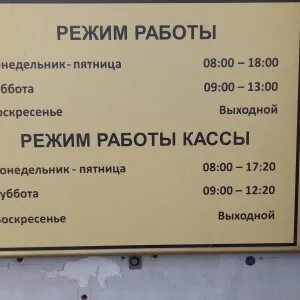 РЕЖИМ РАБОТЫ
онедельник - пятница 08:00 – 18:00
ббота 09:00 – 13:00
оскресенье Выходной
РЕЖИМ РАБОТЫ КАССЫ
онедельник - пятница 08:00 – 17:20
уббота 09:00 – 12:20
оскресенье Выходной